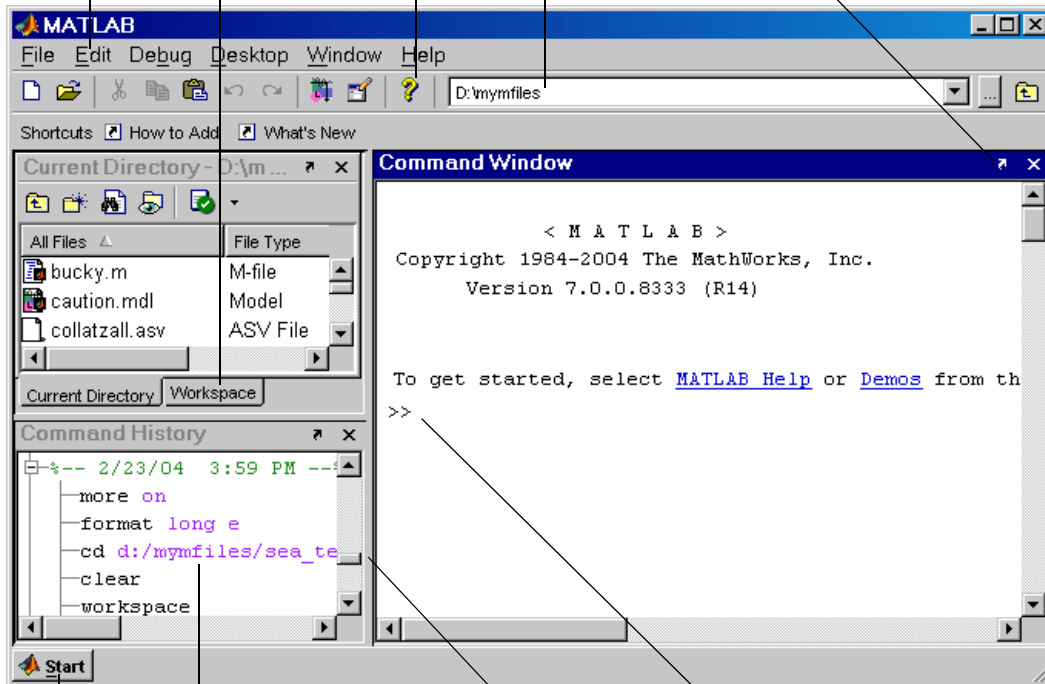 MATLAB
File Edit Debug Desktop Window Help
D:\mymfiles
...
Shortcuts How to Add What's New
Current Directory - D:\m ...
All Files File Type
bucky.m M-file
caution.mdl Model
collatzall.asv ASV File
Current Directory Workspace
Command History
%-- 2/23/04 3:59 PM --%
more on
format long e
cd d:/mymfiles/sea_te
clear
workspace
Start
Command Window
< M A T L A B >
Copyright 1984-2004 The MathWorks, Inc.
Version 7.0.0.8333 (R14)
To get started, select MATLAB Help or Demos from th
>>